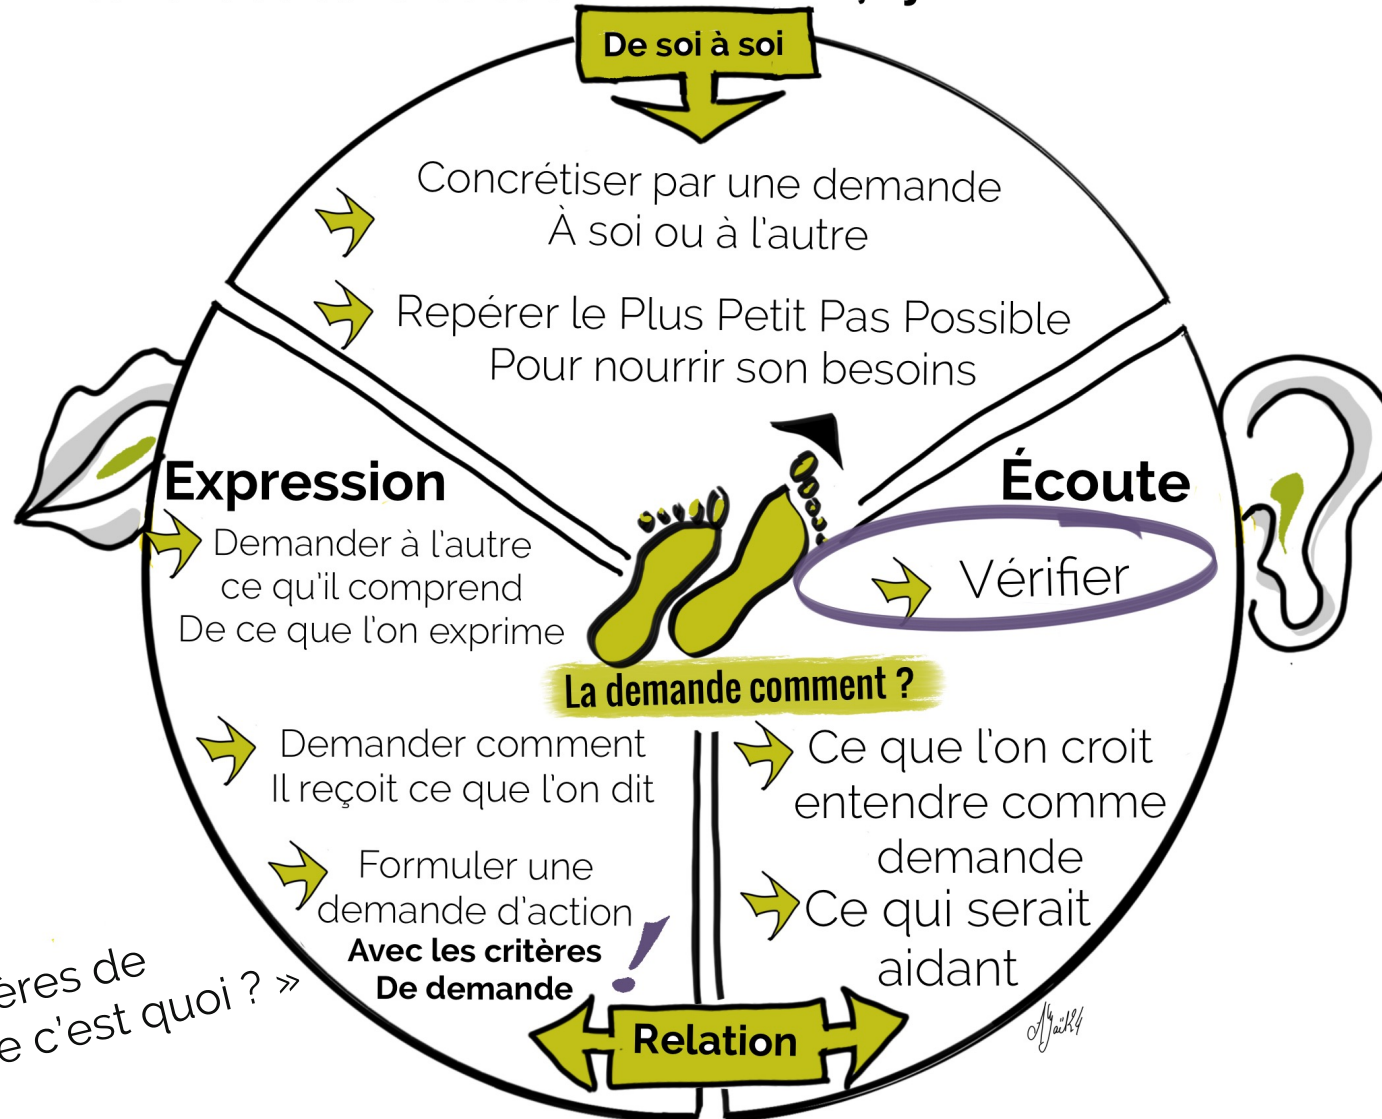 De soi à soi
Concrétiser par une demande
À soi ou à l'autre
Repérer le Plus Petit Pas Possible
Pour nourrir son besoins
Expression
Demander à l'autre
ce qu'il comprend
De ce que l'on exprime
Demander comment
Il reçoit ce que l'on dit
Formuler une
demande d'action
Avec les critères
De demande
!
Écoute
Vérifier
La demande comment ?
Ce que l'on croit
entendre comme
demande
Ce qui serait
aidant
Relation
de
c'est quoi ? »